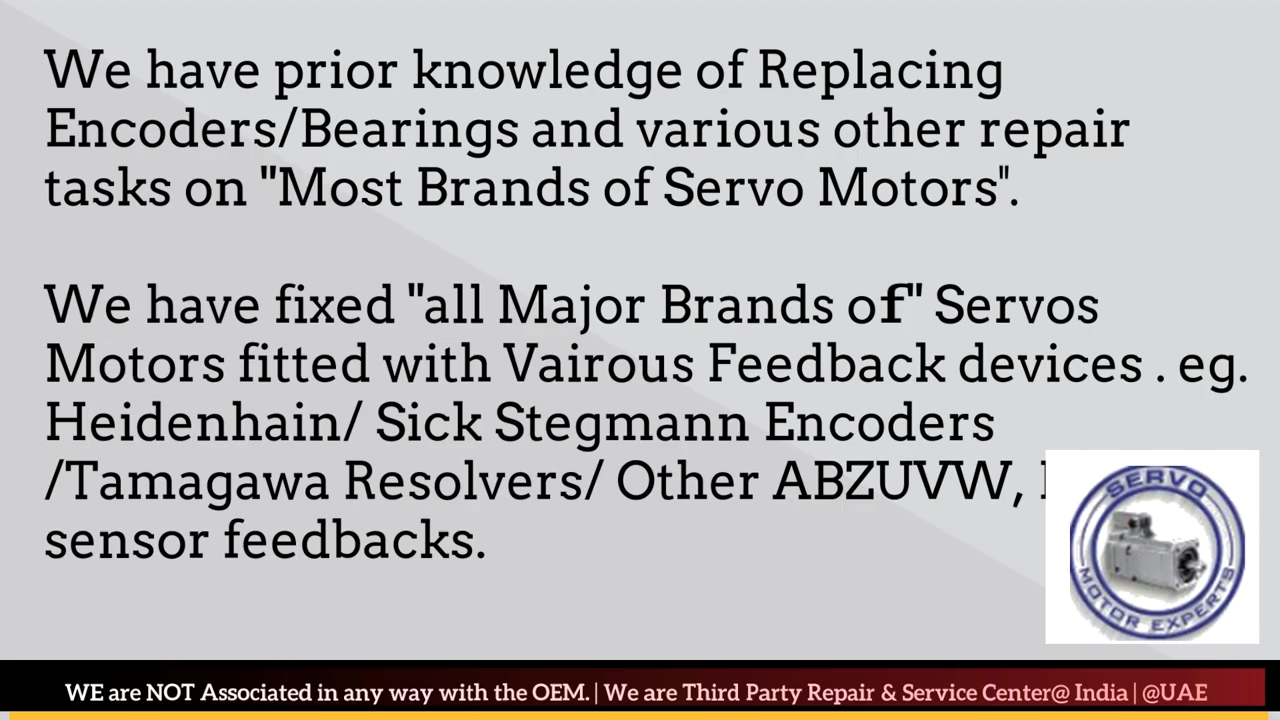 We have prior knowledge of Replacing
Encoders/Bearings and various other repair
tasks on "Most Brands of Servo Motors".
We have fixed "all Major Brands of" Servos
Motors fitted with Vairous Feedback devices . eg.
Heidenhain/ Sick Stegmann Encoders
/Tamagawa Resolvers/ Other ABZUVW,
sensor feedbacks.
SERVO
MOTOR EXPERTS
WE are NOT Associated in any way with the OEM. | We are Third Party Repair & Service Center@ India | @UAE